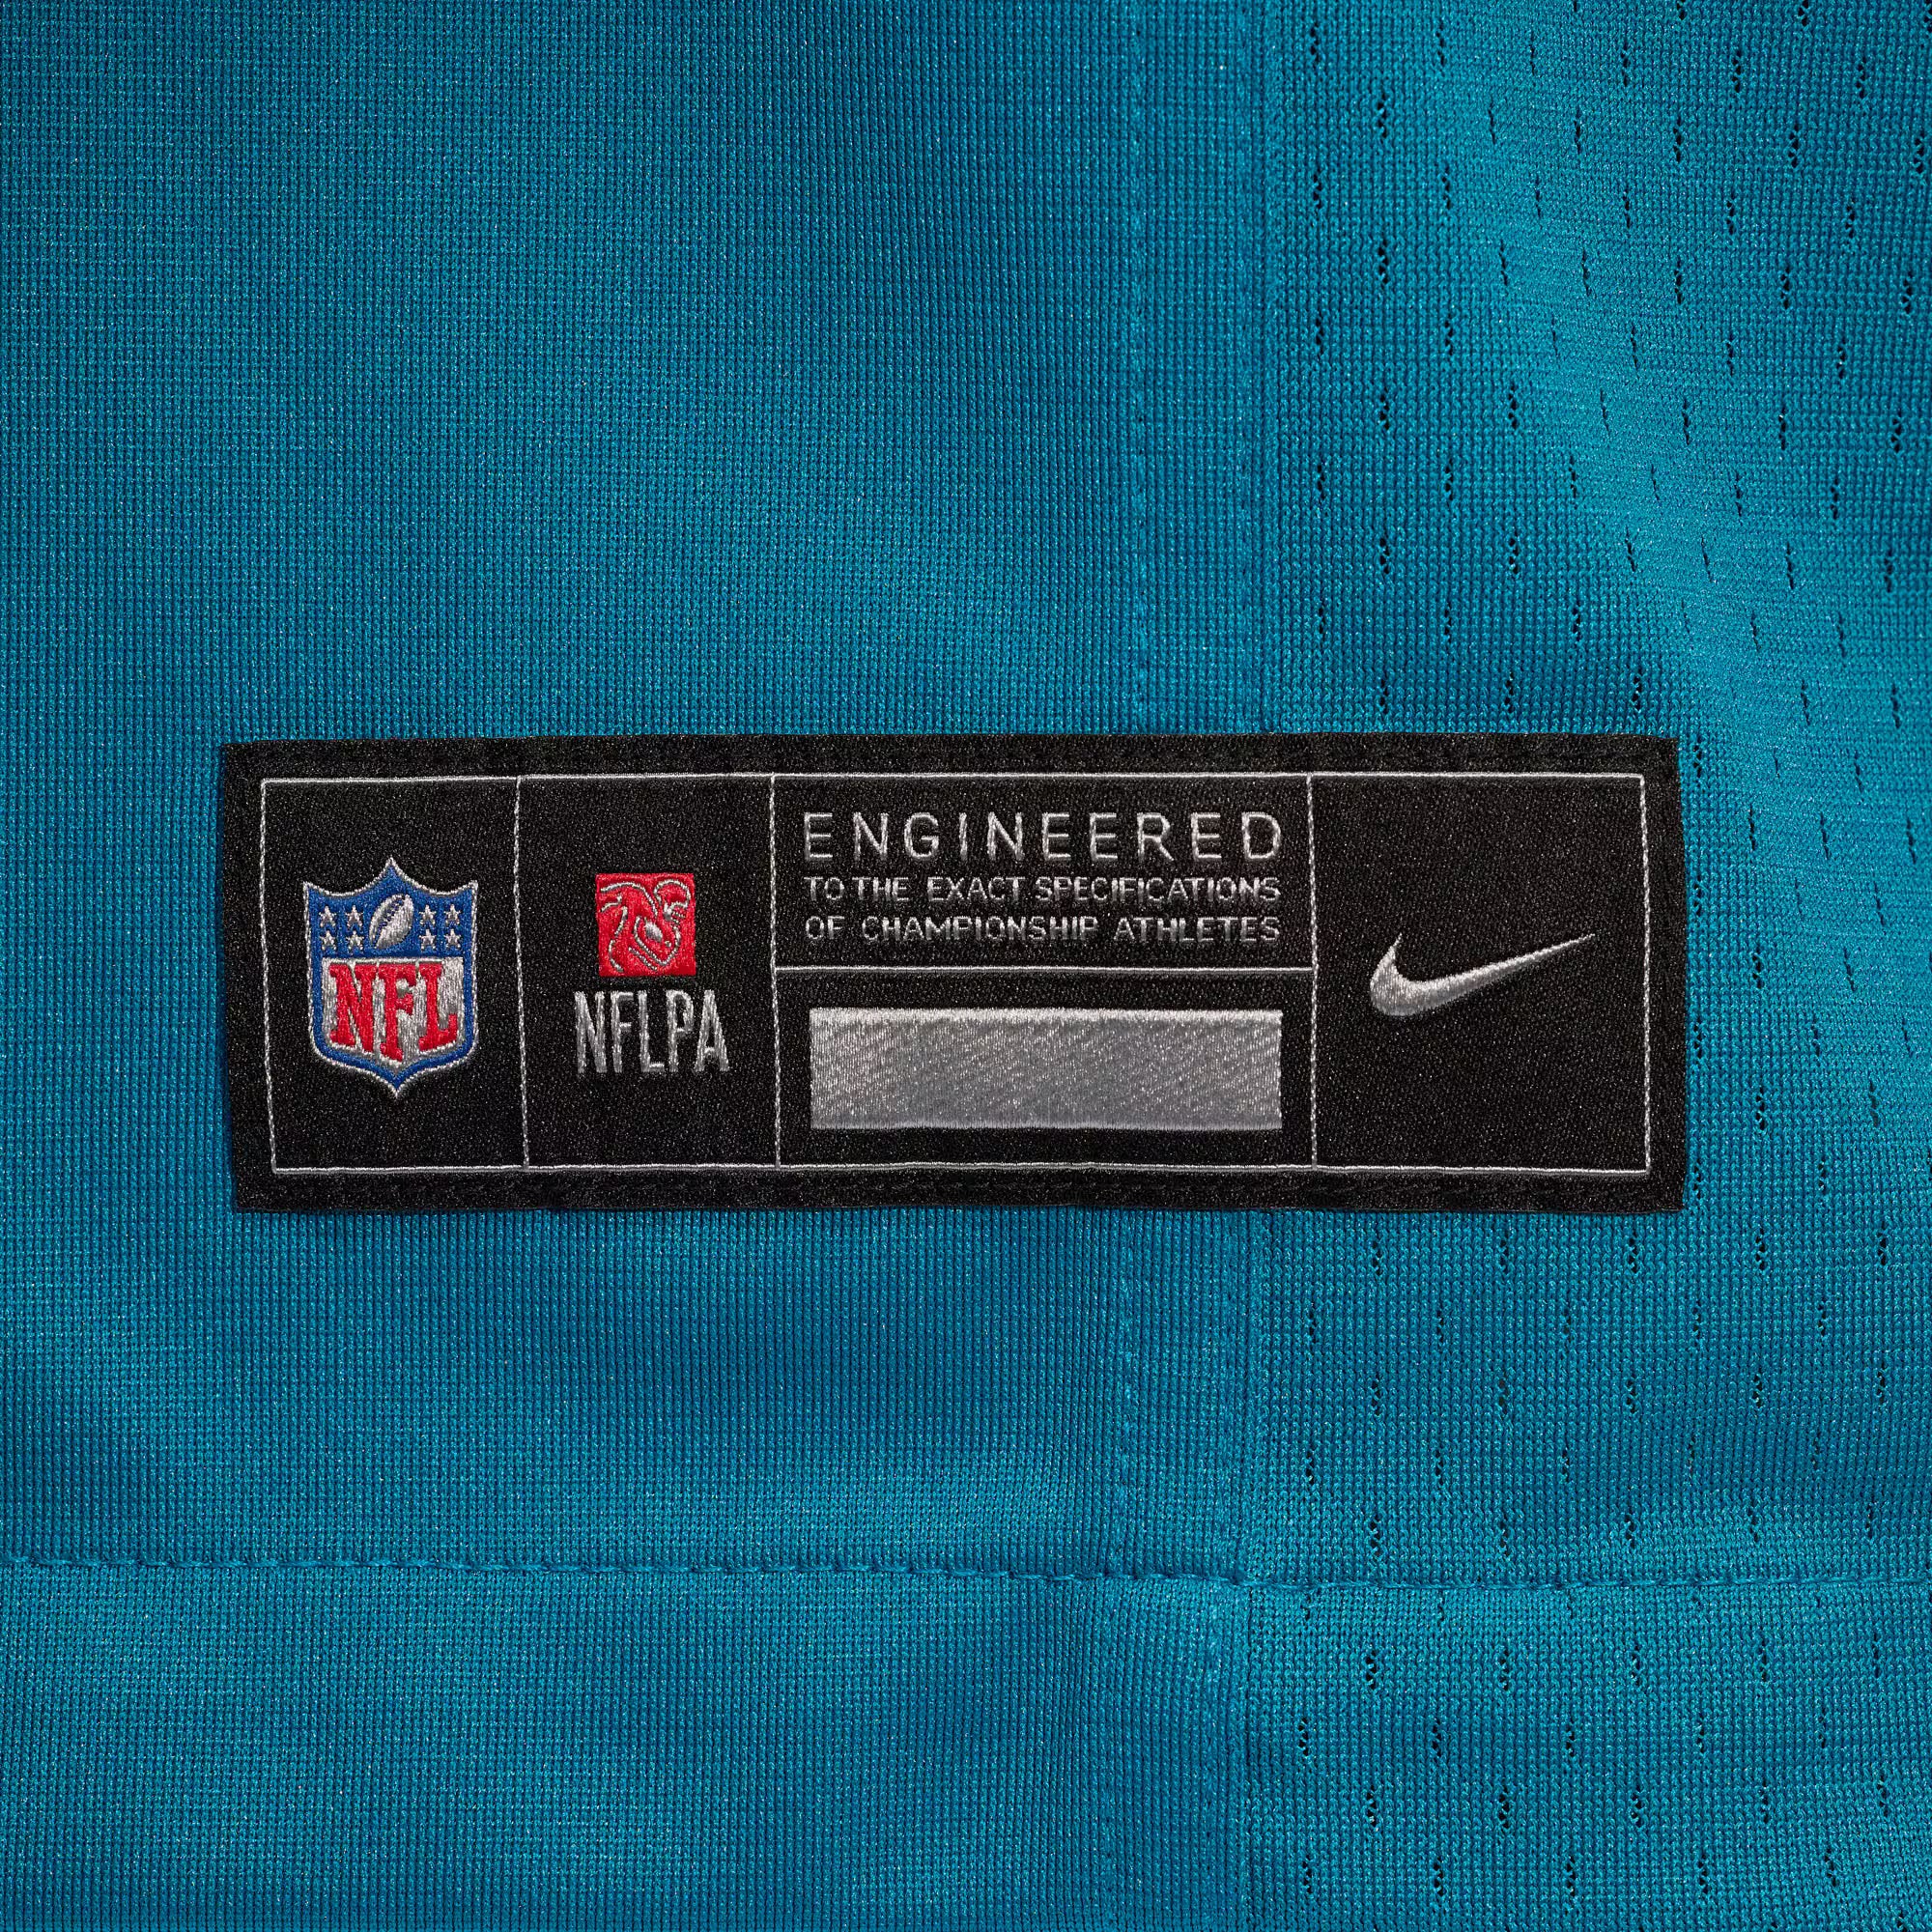 NFL
NFLPA
ENGINEERED
TO THE EXACT SPECIFICATIONS
OF CHAMPIONSHIP ATHLETES